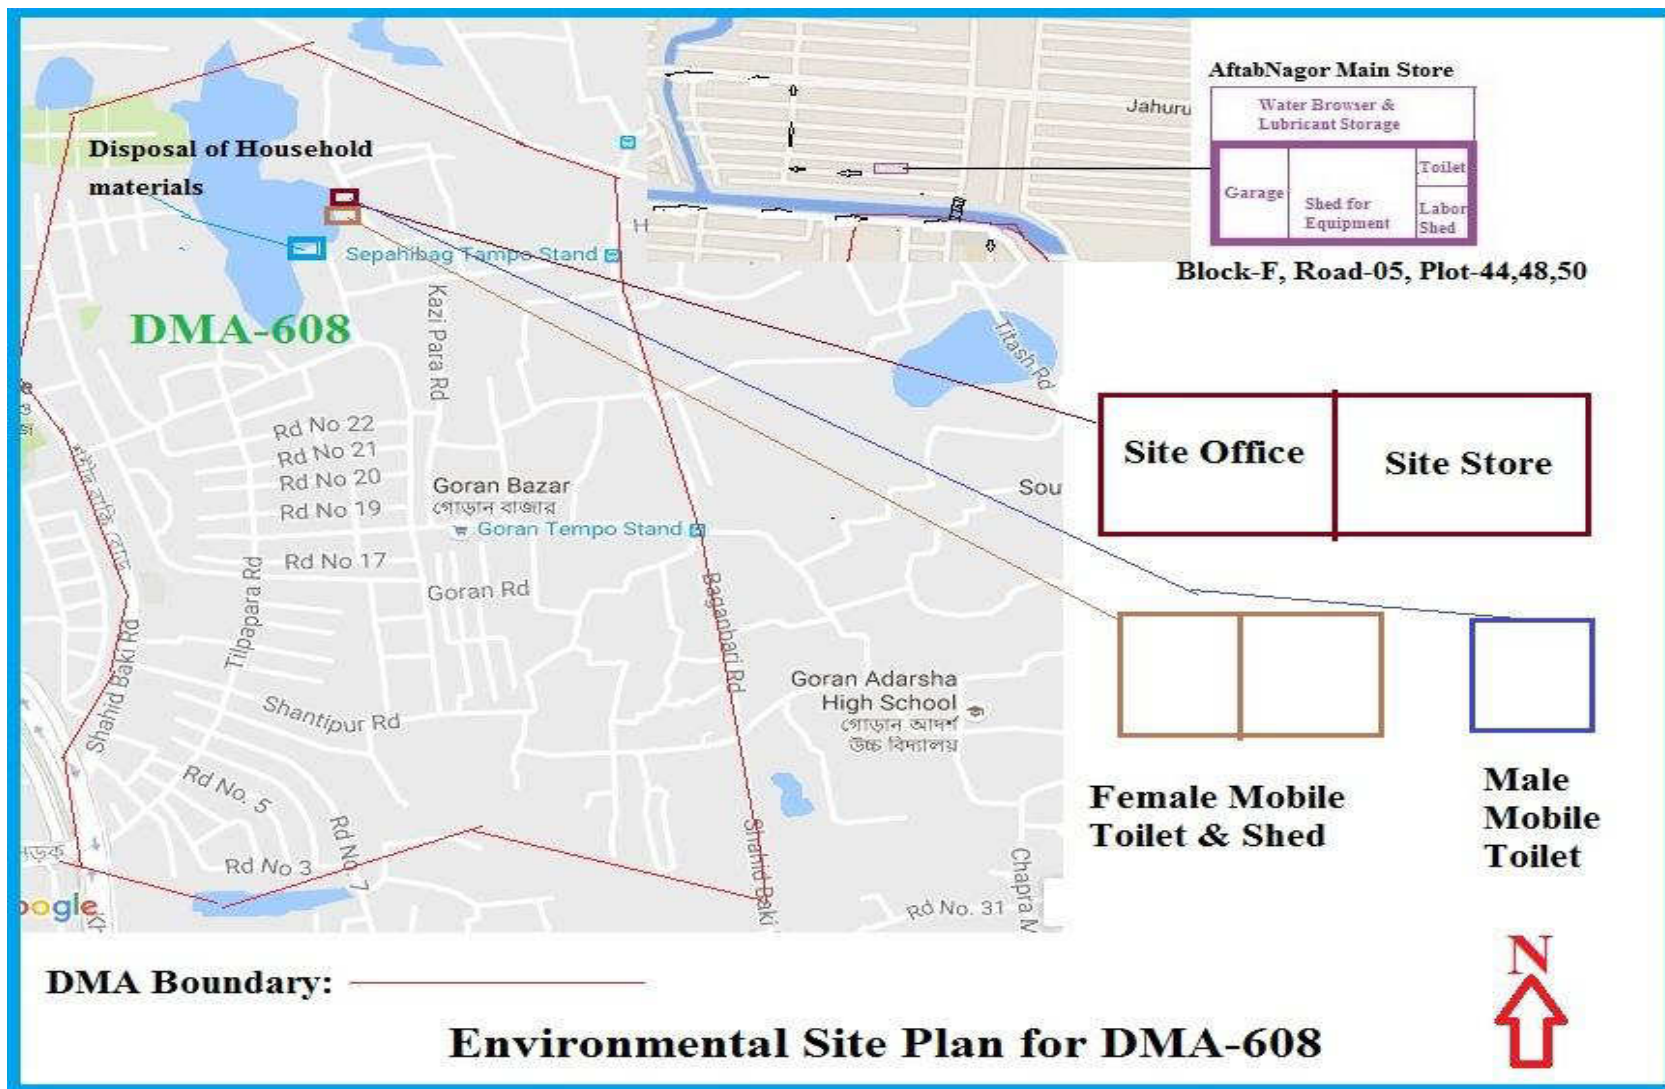 AftabNagor Main Store
Water Browser &
Lubricant Storage
Jahuru
Toilet
Garage
Shed for
Equipment
Labor
Shed
Block-F, Road-05, Plot-44,48,50
Disposal of Household
materials
H
Sepahibag Tampo Stand
DMA-608
Kazi Para Rd
Titash Rd
Rd No 22
Rd No 21
Rd No 20
Rd No 19
Rd No 17
Goran Bazar
গোড়ান বাজার
Goran Tempo Stand
Sou
Site Office
Site Store
Goran Rd
Tilpapara Rd
Baganbari Rd
Shahid Baki Rd
Shantipur Rd
Goran Adarsha
High School
গোড়ান আদর্শ
উচ্চ বিদ্যালয়
Rd No. 5
Rd No. 7
Rd No 3
Shahid Baki
Chapra M
Rd No. 31
oogle
Female Mobile
Toilet & Shed
Male
Mobile
Toilet
N
DMA Boundary:
Environmental Site Plan for DMA-608